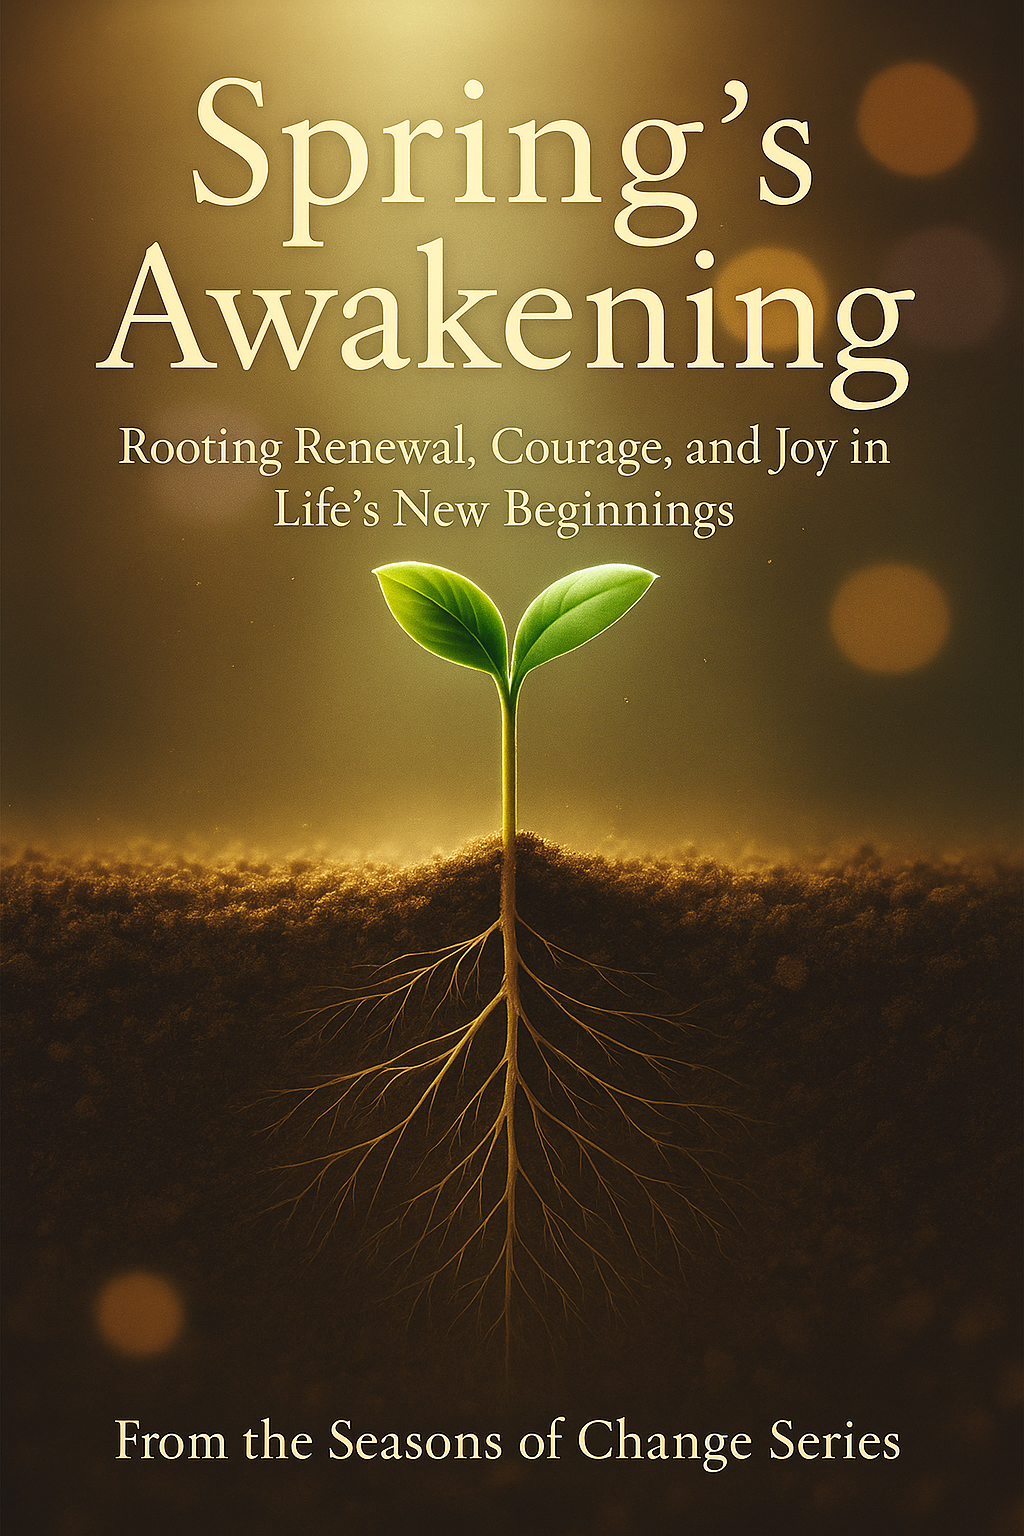 Spring’s
Awakening
Rooting Renewal, Courage, and Joy in
Life’s New Beginnings
From the Seasons of Change Series